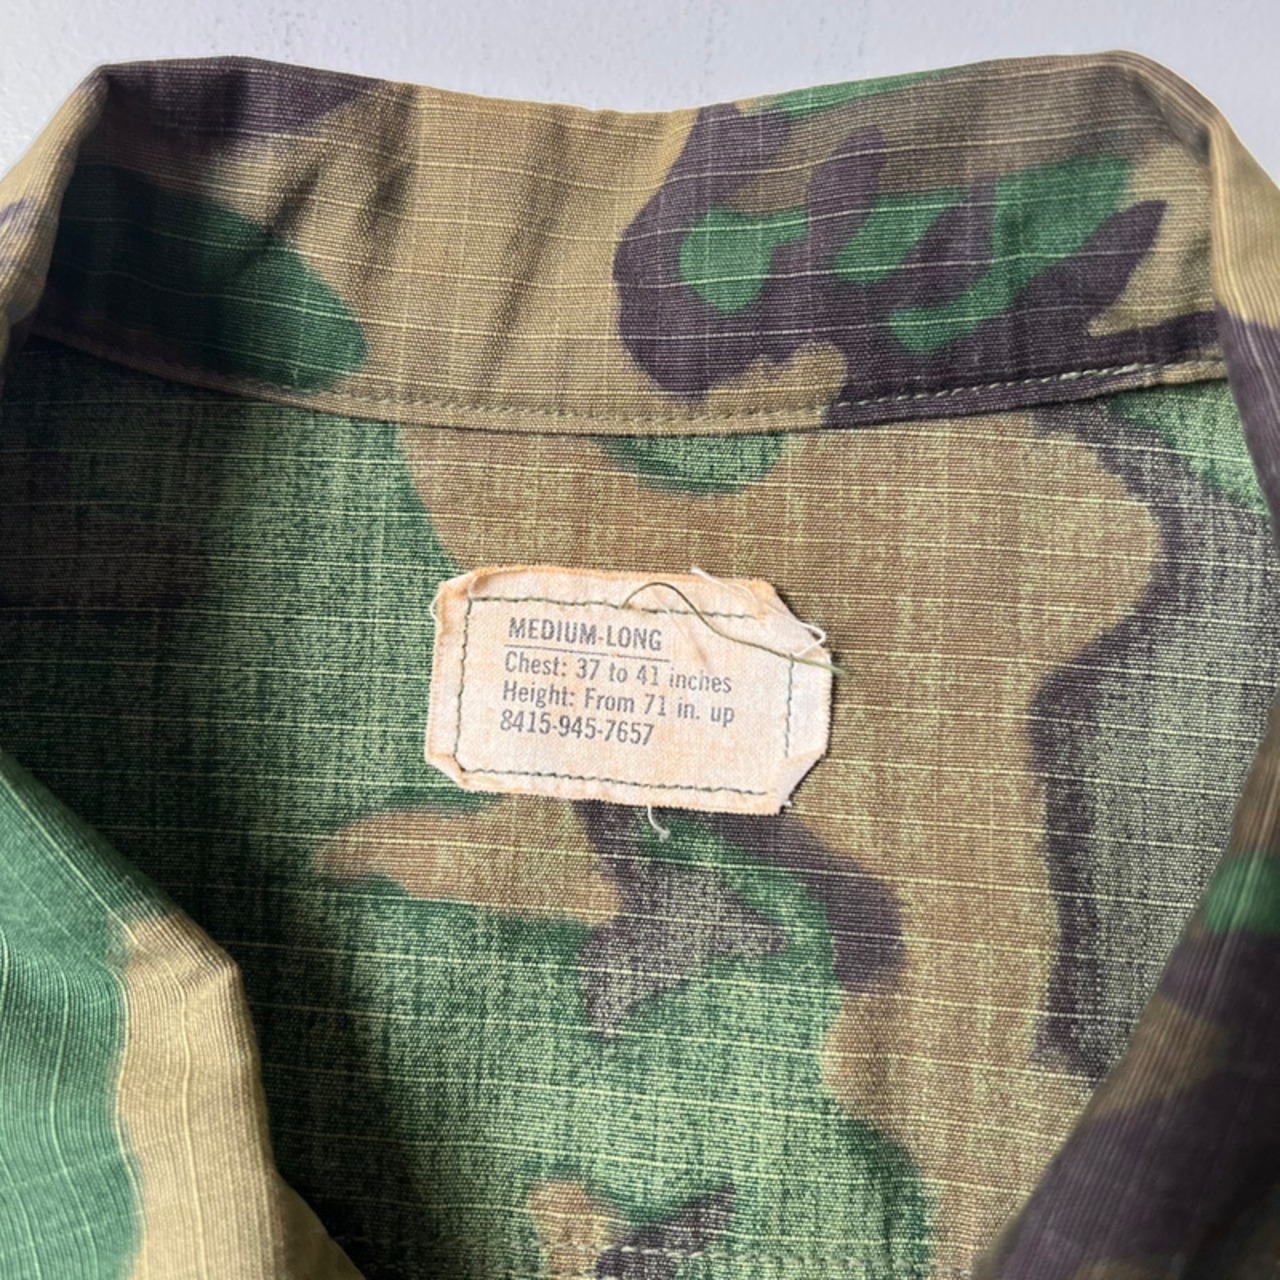 MEDIUM-LONG
Chest: 37 to 41 inches
Height: From 71 in. up
8415-945-7657